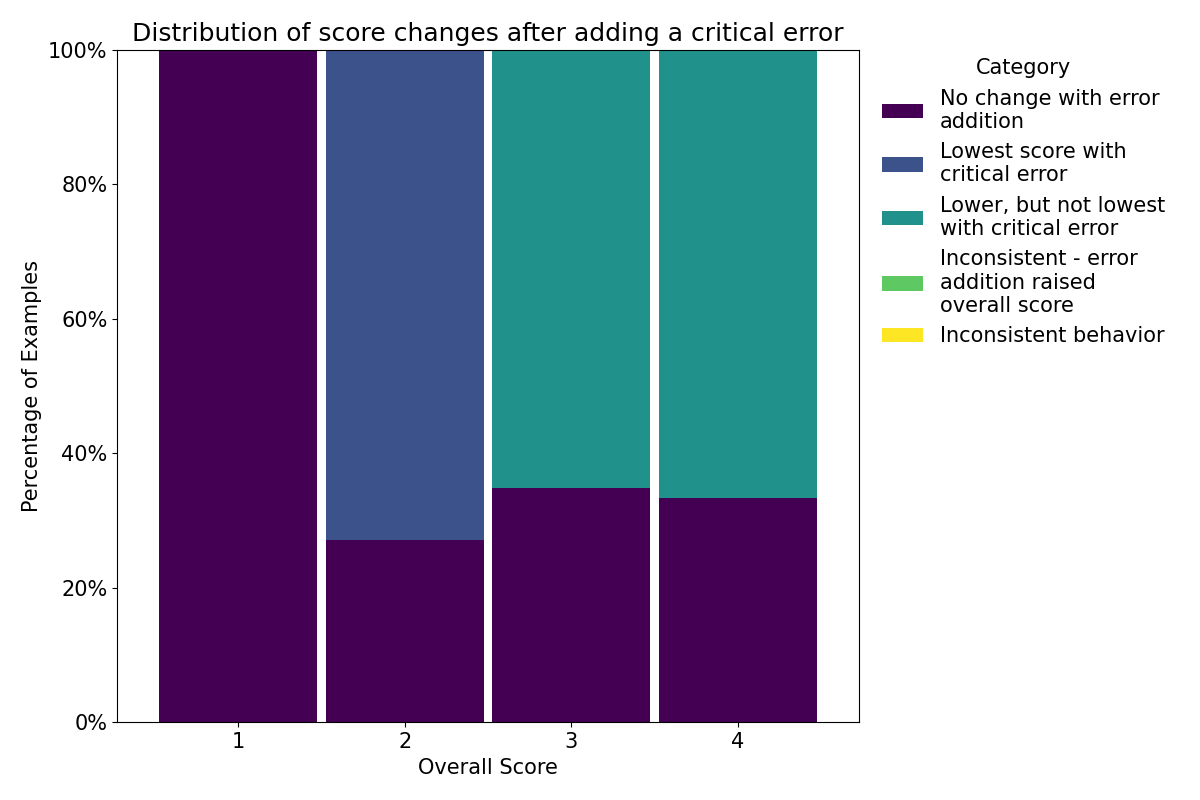 Distribution of score changes after adding a critical error
100%
80%
60%
40%
20%
0%
Percentage of Examples
1
2
3
4
Overall Score
Category
No change with error
addition
Lowest score with
critical error
Lower, but not lowest
with critical error
Inconsistent - error
addition raised
overall score
Inconsistent behavior